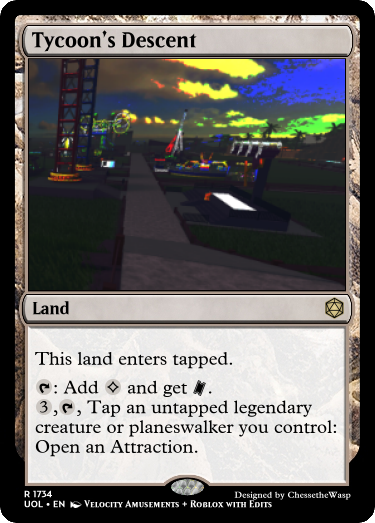 Tycoon's Descent
Land
This land enters tapped.
: Add and get .
3, , Tap an untapped legendary
creature or planeswalker you control:
Open an Attraction.
R 1734
UOL • EN Velocity Amusements + Roblox with Edits
Designed by ChessetheWasp